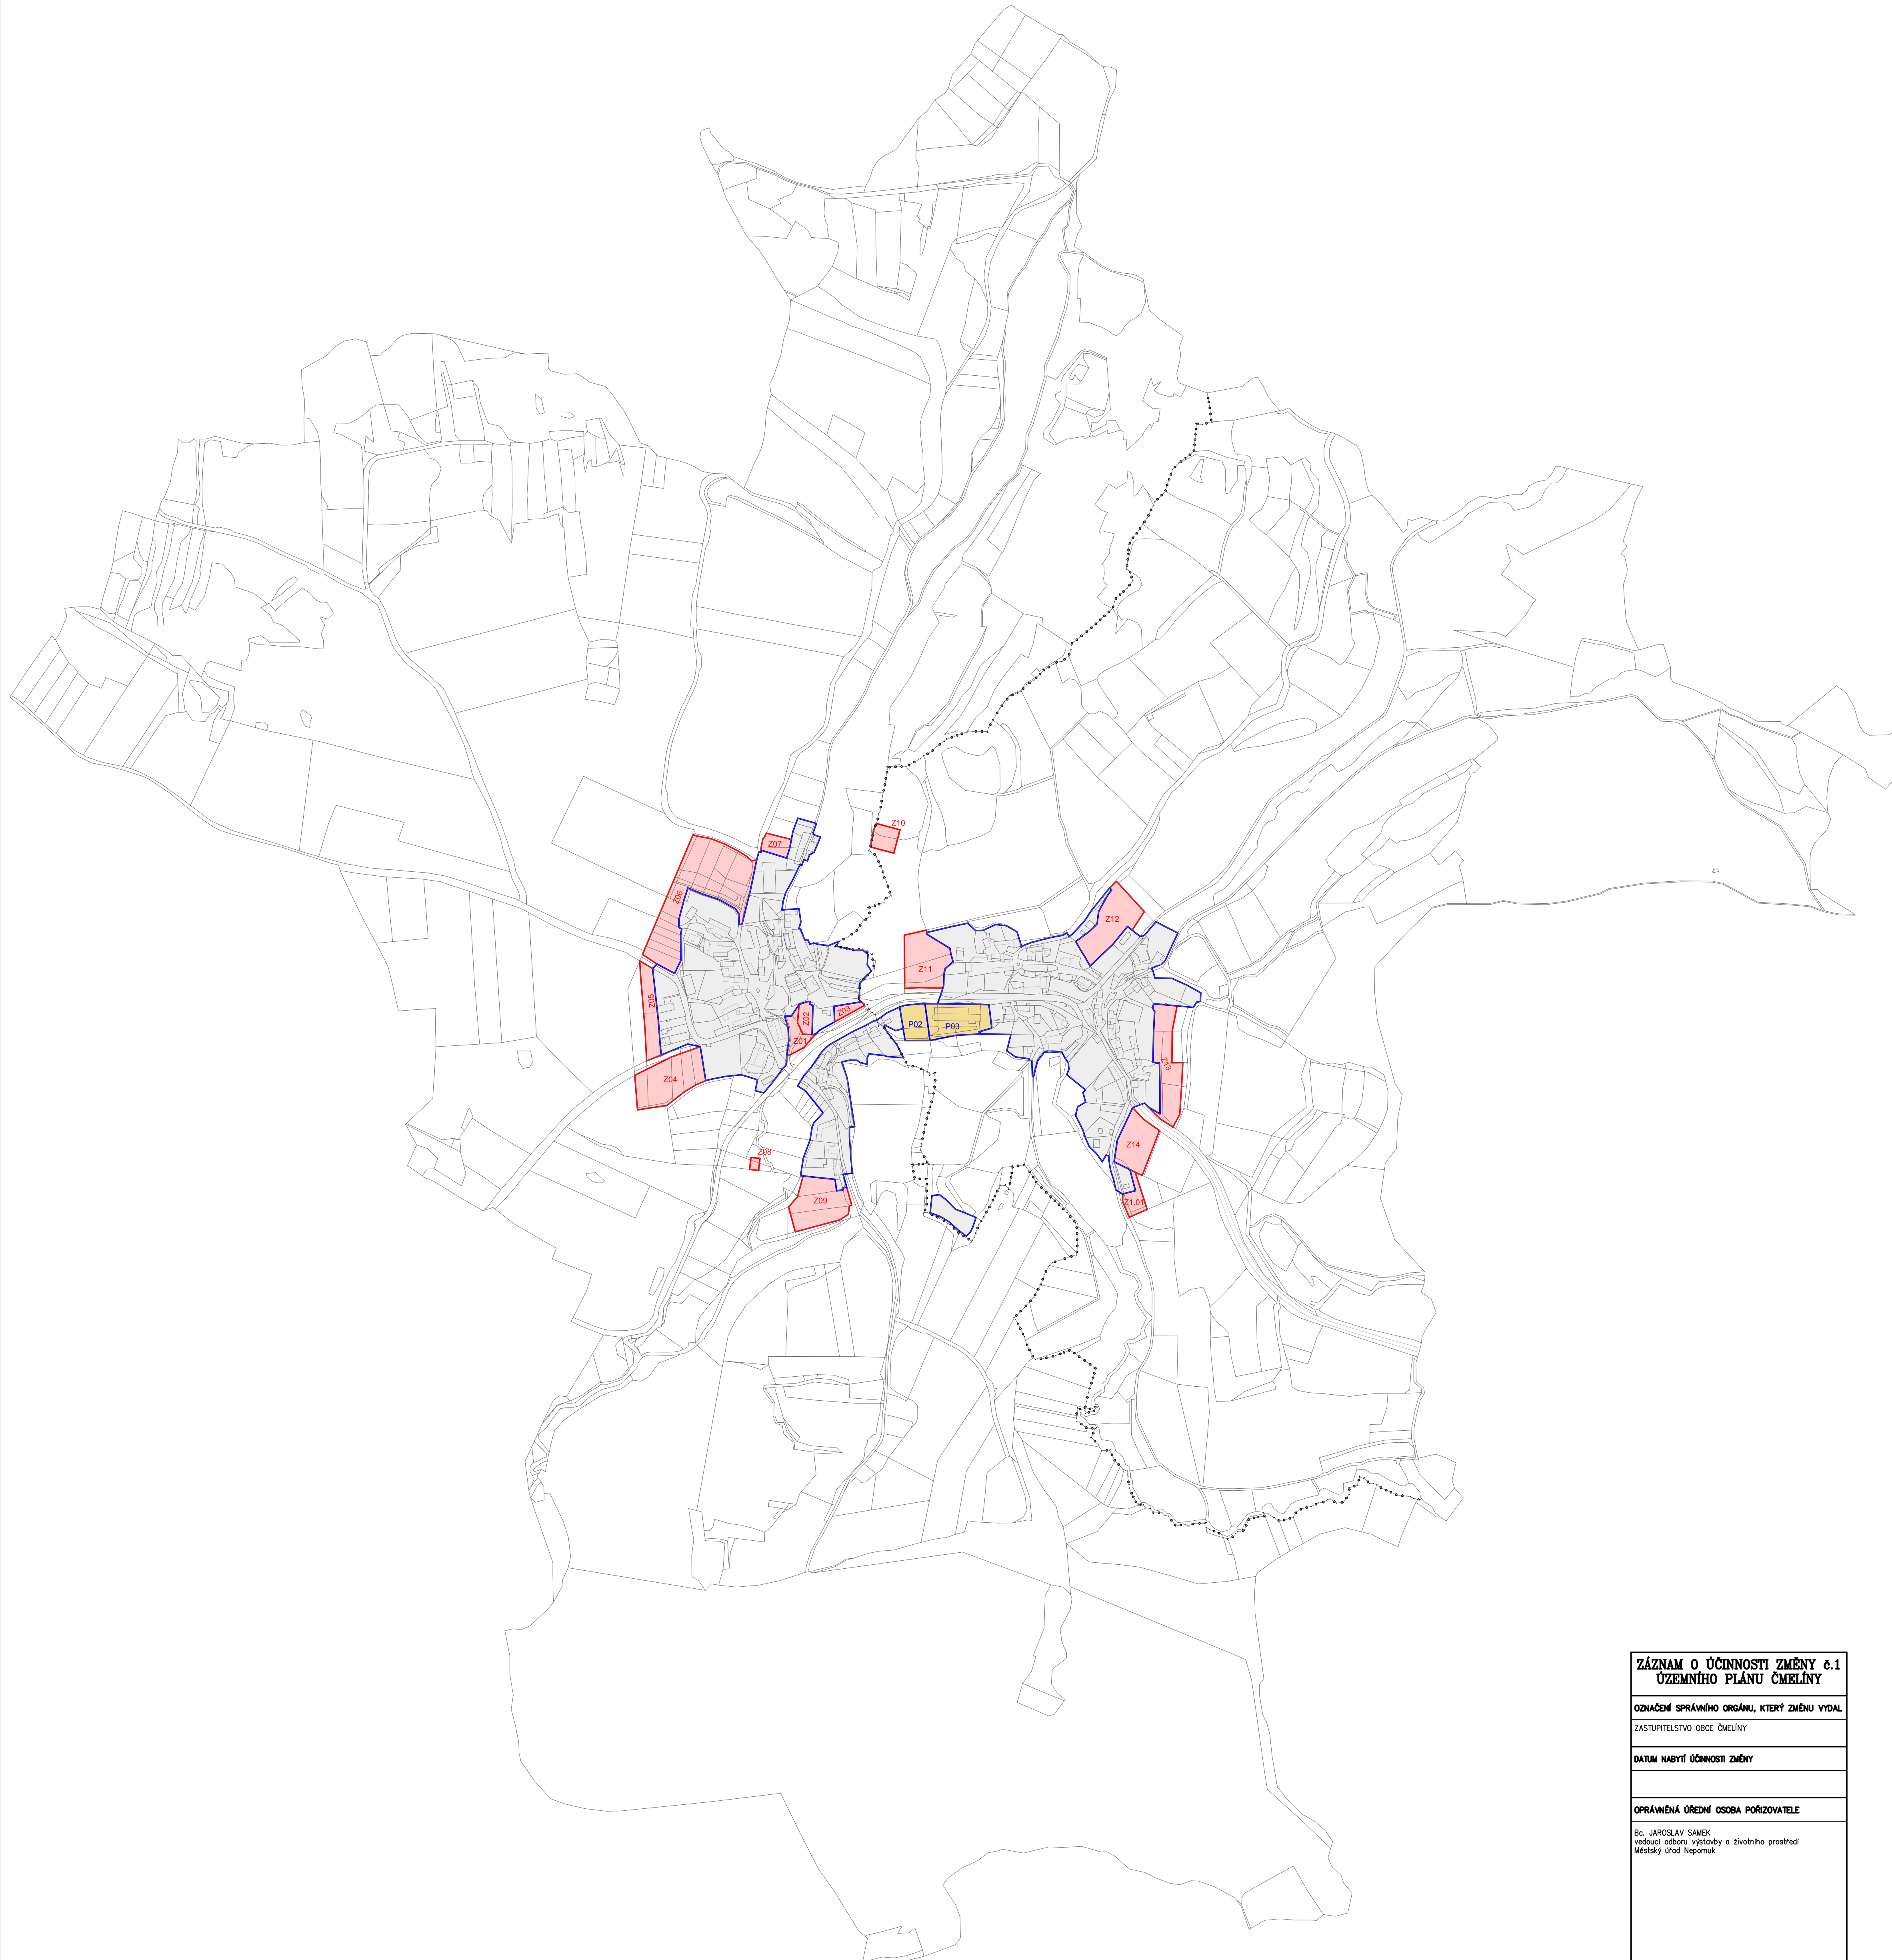 Z10
Z07
Z06
Z12
Z11
Z05
Z02
Z03
P02
P03
Z01
Z13
Z04
Z14
Z08
Z09
Z1.01
ZÁZNAM O ÚČINNOSTI ZMĚNY č.1
ÚZEMNÍHO PLÁNU ČMELÍNY
OZNAČENÍ SPRÁVNÍHO ORGÁNU, KTERÝ ZMĚNU VYDAL
ZASTUPITELSTVO OBCE ČMELÍNY
DATUM NABYTÍ ÚČINNOSTI ZMĚNY
OPRÁVNĚNÁ ÚŘEDNÍ OSOBA POŘIZOVATELE
Bc. JAROSLAV SAMEK
vedoucí odboru výstavby a životního prostředí
Městský úřad Nepomuk